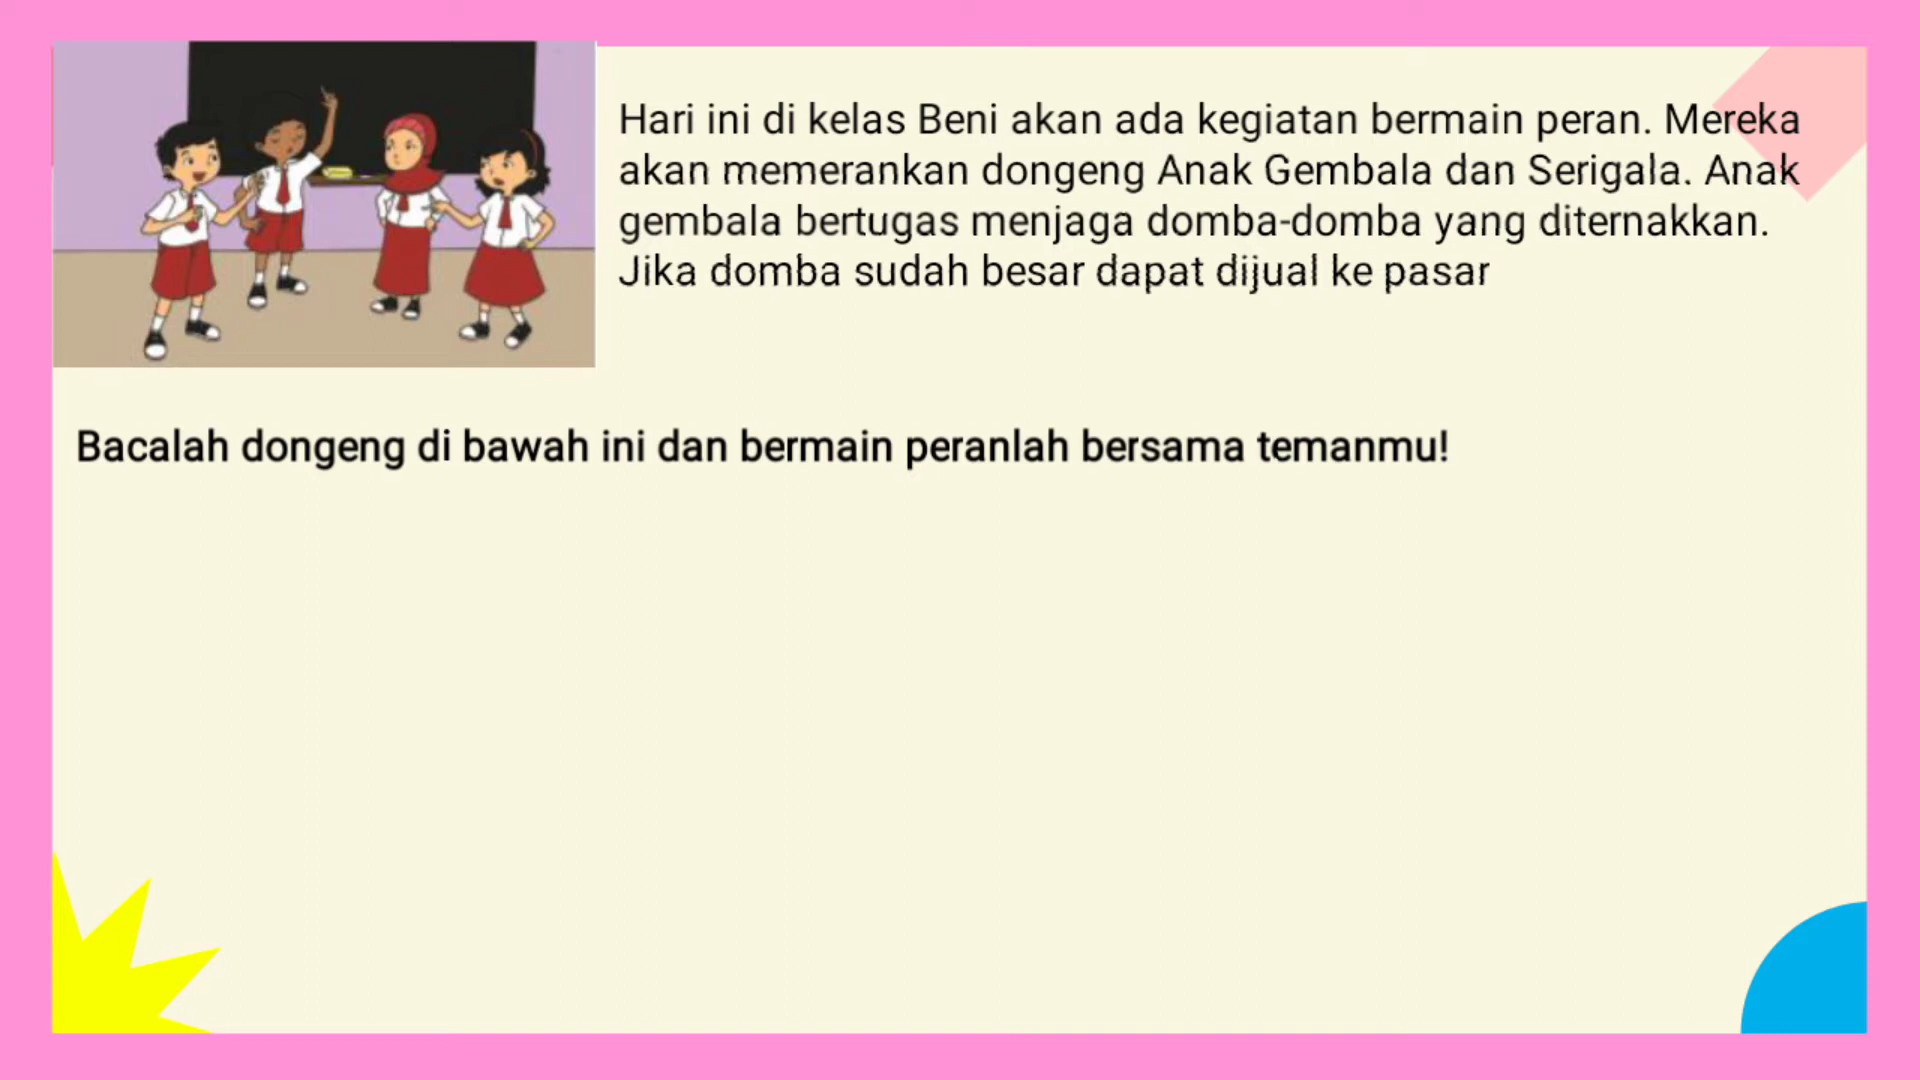 Hari ini di kelas Beni akan ada kegiatan bermain peran. Mereka
akan memerankan dongeng Anak Gembala dan Serigala. Anak
gembala bertugas menjaga domba-domba yang diternakkan.
Jika domba sudah besar dapat dijual ke pasar
Bacalah dongeng di bawah ini dan bermain peranlah bersama temanmu!